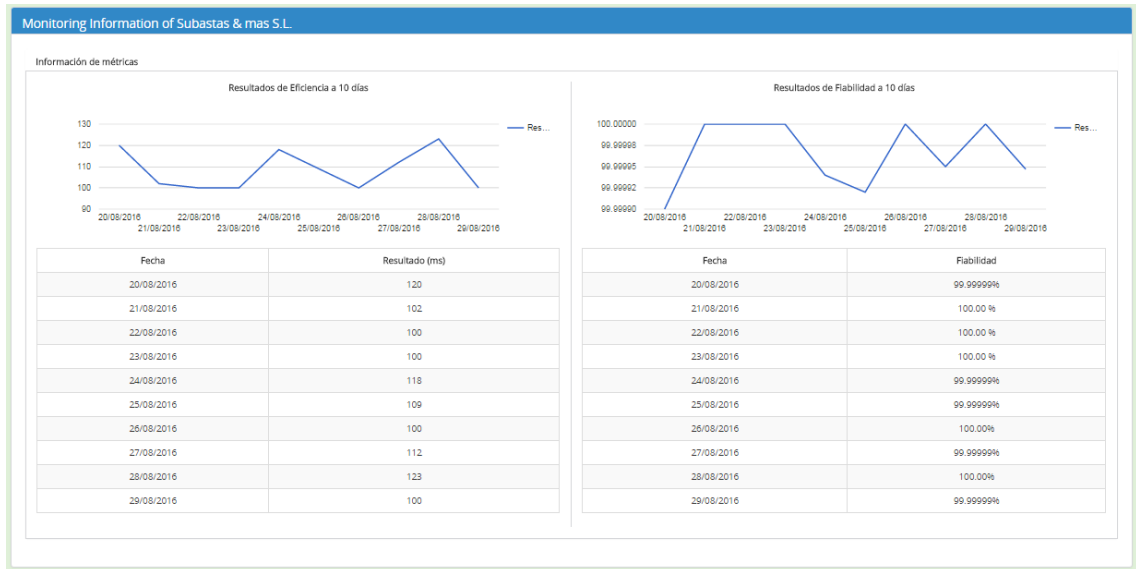 Monitoring Information of Subastas & mas S.L.
Información de métricas
Resultados de Eficiencia a 10 días
130
120
110
100
90
Res...
20/08/2016 22/08/2016 24/08/2016 26/08/2016 28/08/2016
21/08/2016 23/08/2016 25/08/2016 27/08/2016 29/08/2016
Fecha Resultado (ms)
20/08/2016 120
21/08/2016 102
22/08/2016 100
23/08/2016 100
24/08/2016 118
25/08/2016 109
26/08/2016 100
27/08/2016 112
28/08/2016 123
29/08/2016 100
Resultados de Fiabilidad a 10 días
100.00000
99.99998
99.99995
99.99992
99.99990
Res...
20/08/2016 22/08/2016 24/08/2016 26/08/2016 28/08/2016
21/08/2016 23/08/2016 25/08/2016 27/08/2016 29/08/2016
Fecha Fiabilidad
20/08/2016 99.99999%
21/08/2016 100.00 %
22/08/2016 100.00 %
23/08/2016 100.00 %
24/08/2016 99.99999%
25/08/2016 99.99999%
26/08/2016 100.00%
27/08/2016 99.99999%
28/08/2016 100.00%
29/08/2016 99.99999%